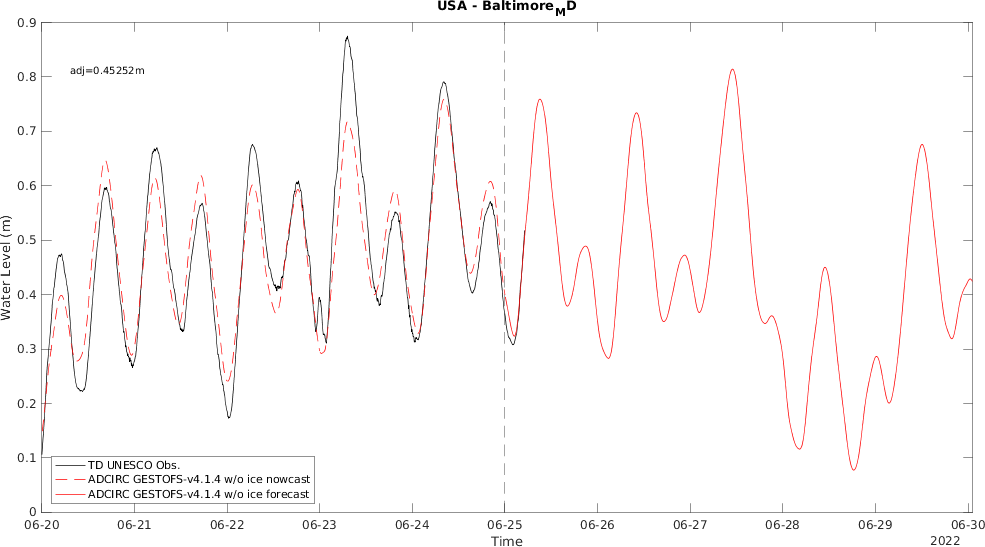 USA - Baltimore_MD
0.9
0.8
0.7
0.6
0.5
0.4
0.3
0.2
0.1
0
Water Level (m)
adj=0.45252m
TD UNESCO Obs.
ADCIRC GESTOFS-v4.1.4 w/o ice nowcast
ADCIRC GESTOFS-v4.1.4 w/o ice forecast
06-20 06-21 06-22 06-23 06-24 06-25 06-26 06-27 06-28 06-29 06-30
Time
2022